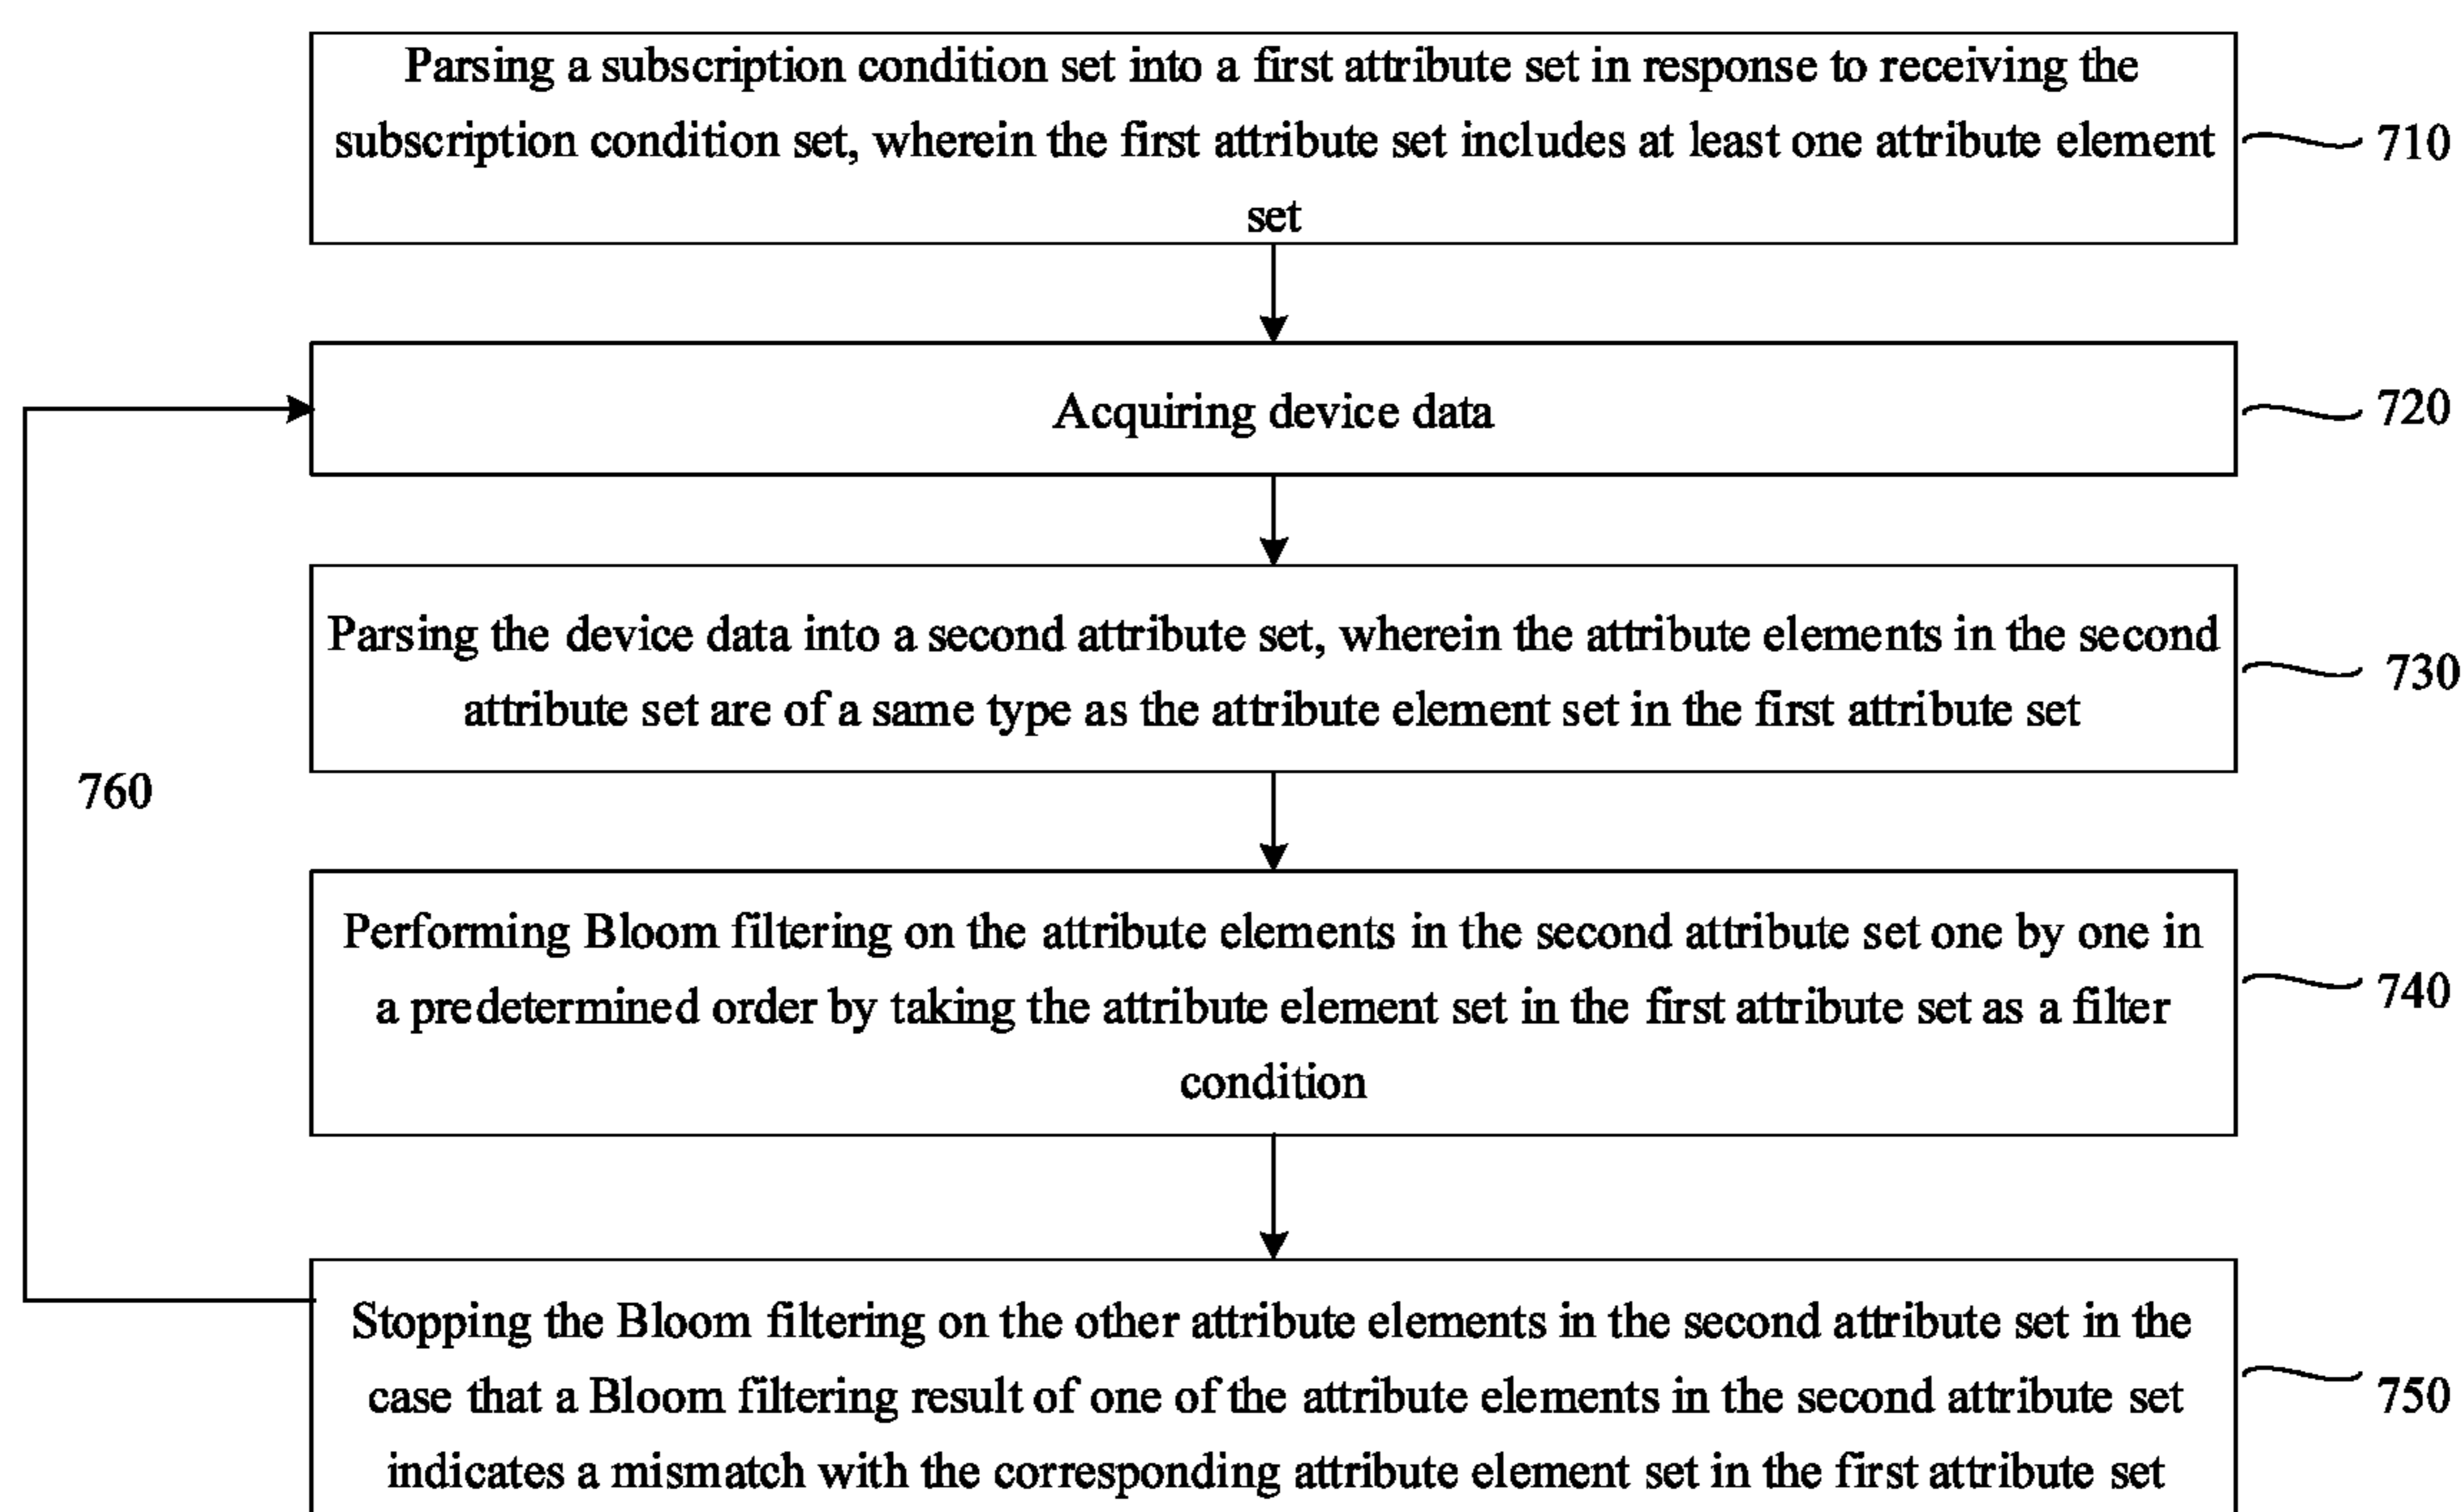 Parsing a subscription condition set into a first attribute set in response to receiving the
subscription condition set, wherein the first attribute set includes at least one attribute element
set
710
Acquiring device data
720
Parsing the device data into a second attribute set, wherein the attribute elements in the second
attribute set are of a same type as the attribute element set in the first attribute set
730
760
Performing Bloom filtering on the attribute elements in the second attribute set one by one in
a predetermined order by taking the attribute element set in the first attribute set as a filter
condition
740
Stopping the Bloom filtering on the other attribute elements in the second attribute set in the
case that a Bloom filtering result of one of the attribute elements in the second attribute set
indicates a mismatch with the corresponding attribute element set in the first attribute set
750